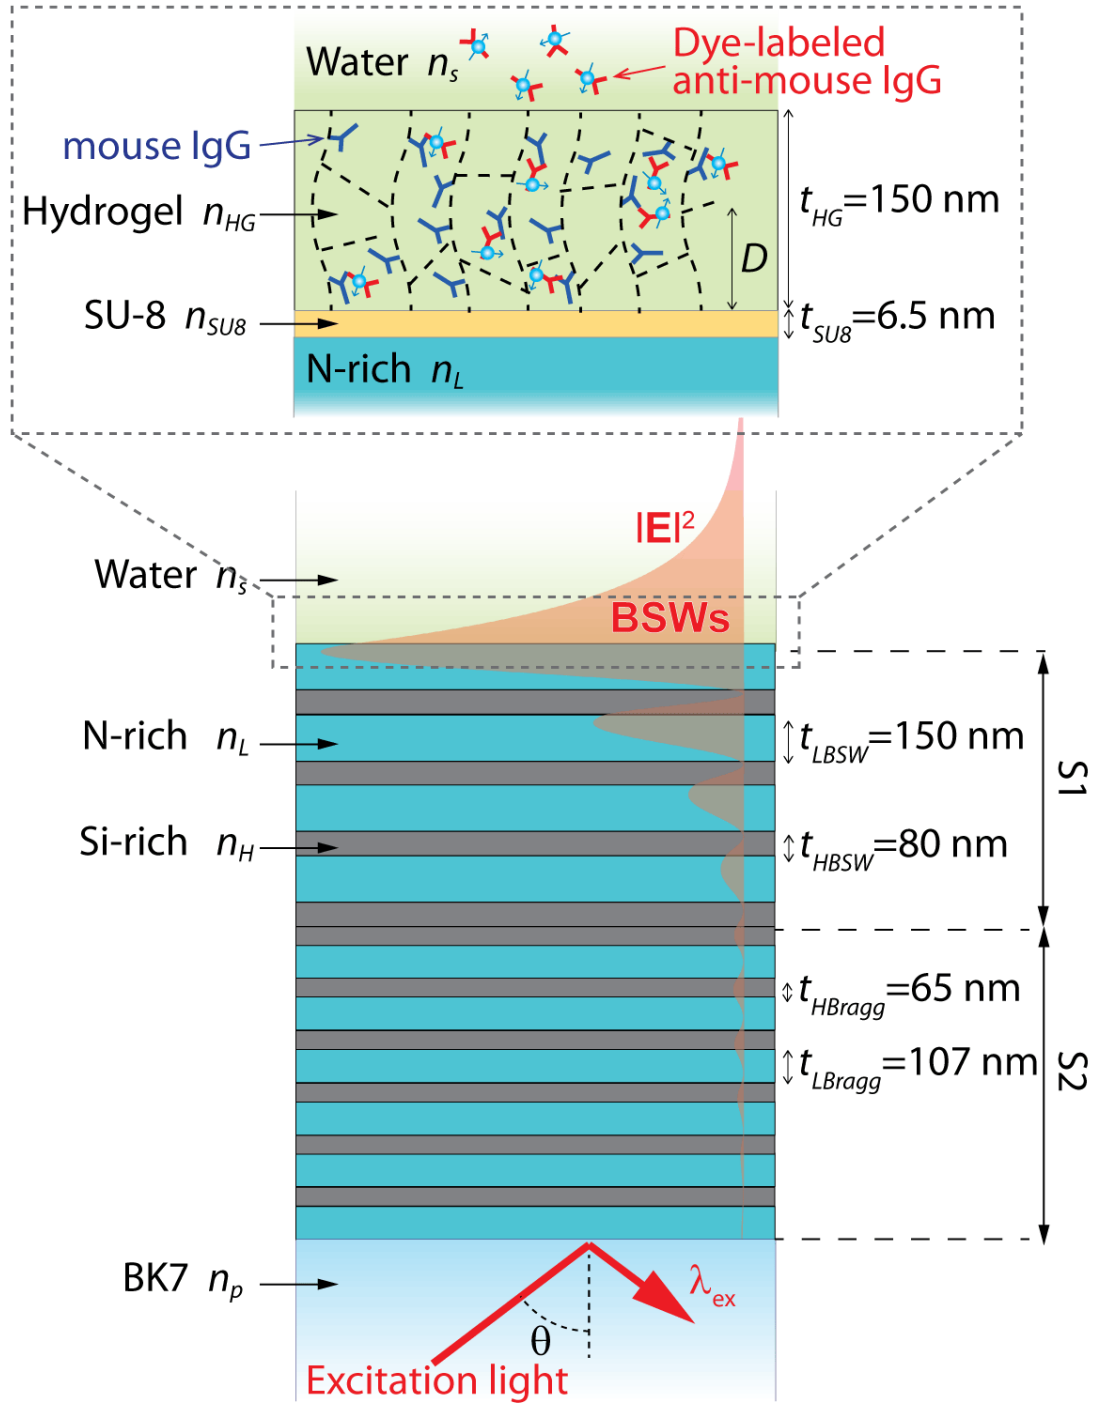 Water n_s
Dye-labeled
anti-mouse IgG
mouse IgG
Hydrogel n_HG
t_HG=150 nm
D
SU-8 n_SU8
t_SU8=6.5 nm
N-rich n_L
|E|²
Water n_s
BSWs
N-rich n_L
t_LBSW=150 nm
S1
Si-rich n_H
t_HBSW=80 nm
t_HBragg=65 nm
t_LBragg=107 nm
S2
BK7 n_p
λ_ex
θ
Excitation light